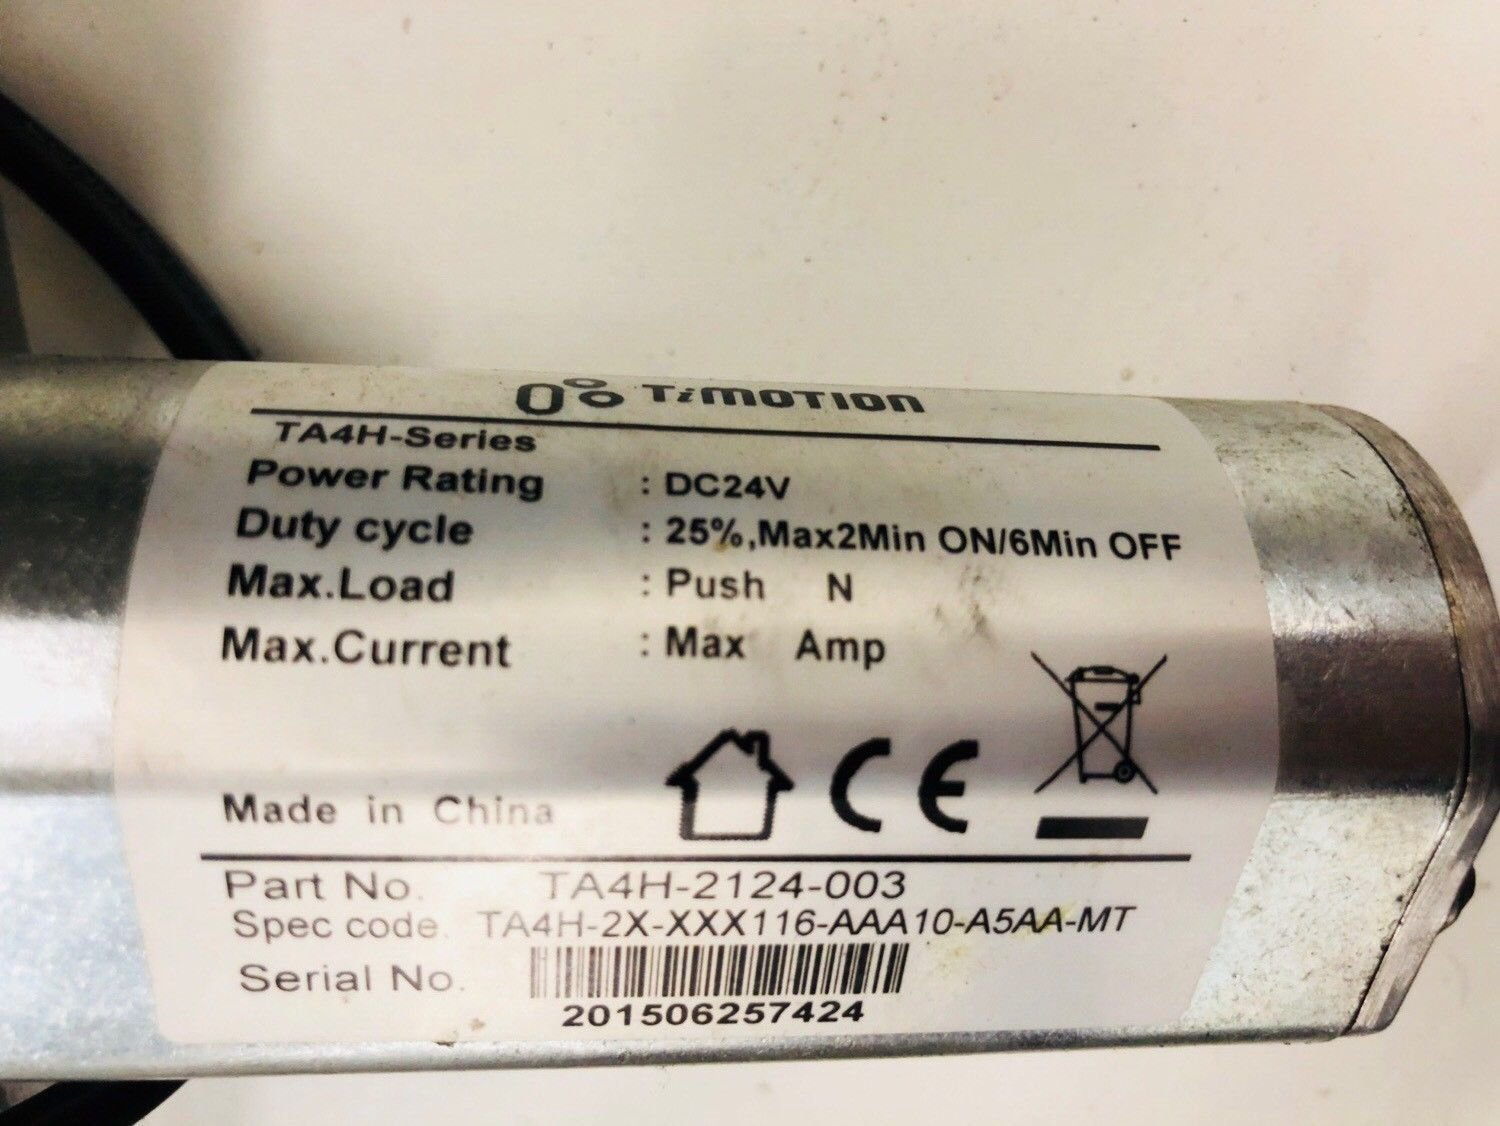 TiMOTION
TA4H-Series
Power Rating : DC24V
Duty cycle : 25%,Max2Min ON/6Min OFF
Max.Load : Push N
Max.Current : Max Amp
Made in China CE
Part No. TA4H-2124-003
Spec code. TA4H-2X-XXX116-AAA10-A5AA-MT
Serial No.
201506257424